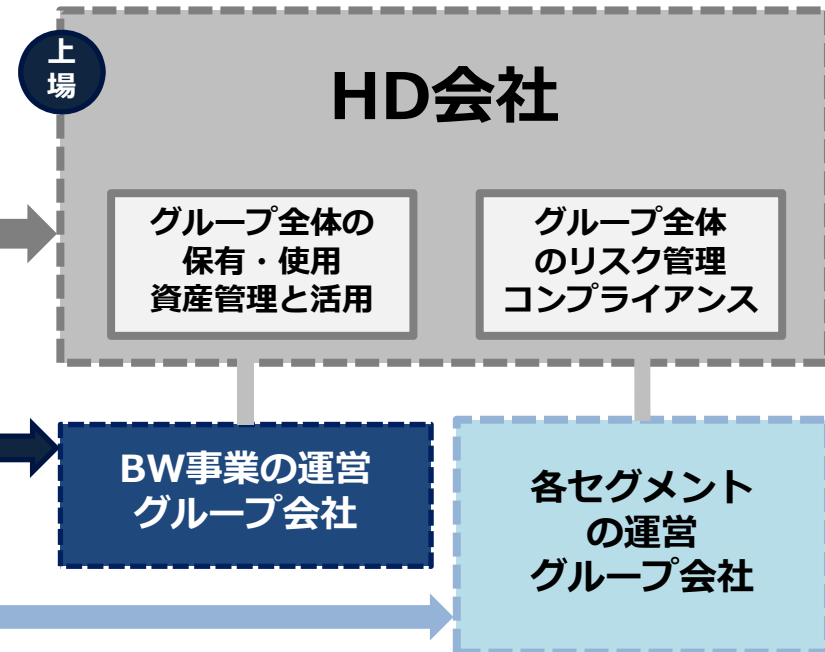 上
場
HD会社
グループ全体の
保有・使用
資産管理と活用
グループ全体
のリスク管理
コンプライアンス
BW事業の運営
グループ会社
各セグメント
の運営
グループ会社